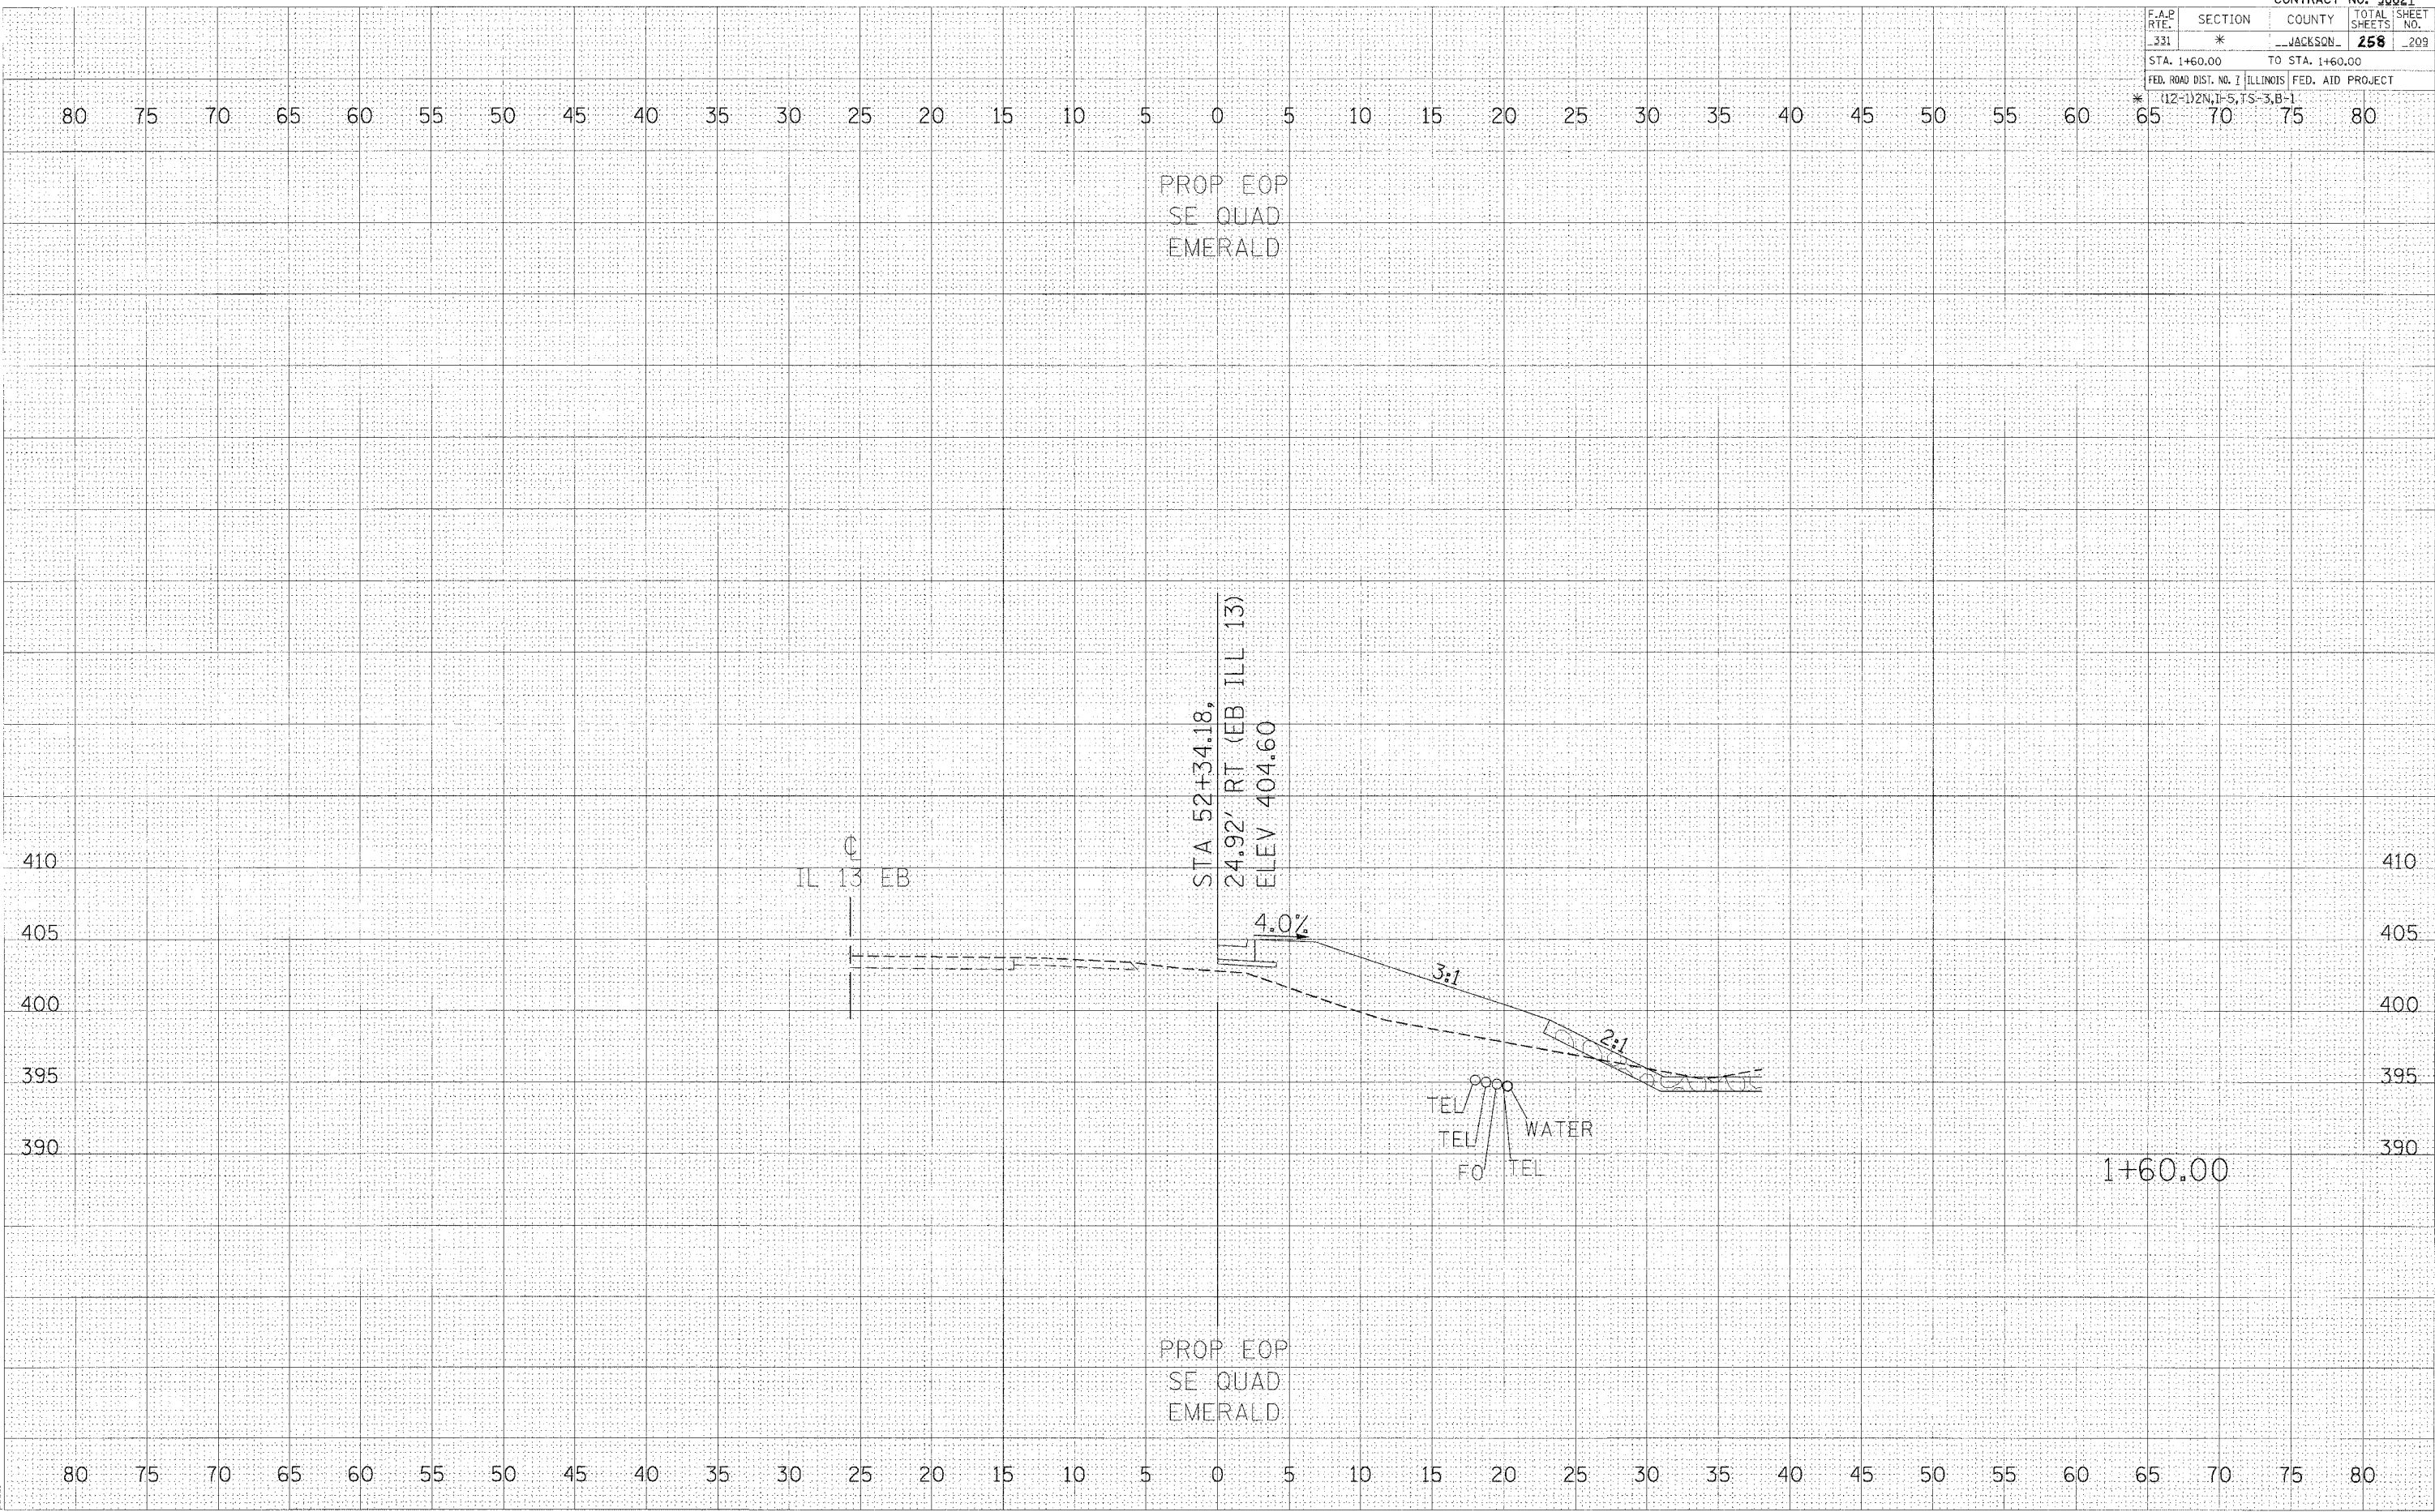 CONTRACT NO.
F.A.P. RTE. SECTION COUNTY TOTAL SHEETS SHEET NO.
331 * JACKSON 258 209
STA. 1+60.00 TO STA. 1+60.00
FED. ROAD DIST. NO. 7 ILLINOIS FED. AID PROJECT
* (12-1)2N,I-5,TS-3,B-1
80 75 70 65 60 55 50 45 40 35 30 25 20 15 10 5 0 5 10 15 20 25 30 35 40 45 50 55 60 65 70 75 80
PROP EOP
SE QUAD
EMERALD
STA 52+34.18,
24.92' RT (EB ILL 13)
ELEV 404.60
℄
IL 13 EB
410 410
4.0%
405 405
3:1
400 400
2:1
395 395
TEL
TEL
FO
TEL
WATER
390 390
1+60.00
PROP EOP
SE QUAD
EMERALD
80 75 70 65 60 55 50 45 40 35 30 25 20 15 10 5 0 5 10 15 20 25 30 35 40 45 50 55 60 65 70 75 80